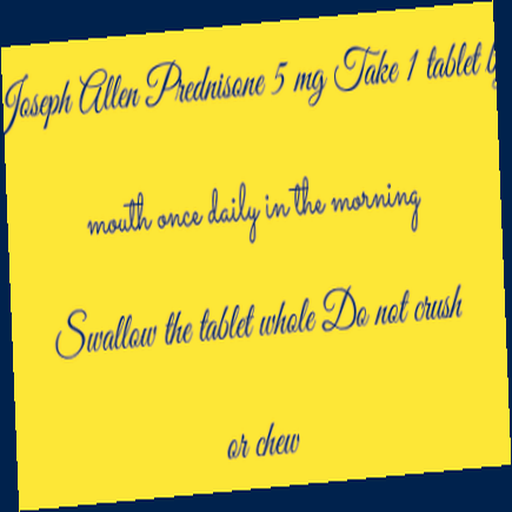 Joseph Allen Prednisone 5 mg Take 1 tablet
mouth once daily in the morning
Swallow the tablet whole Do not crush
or chew